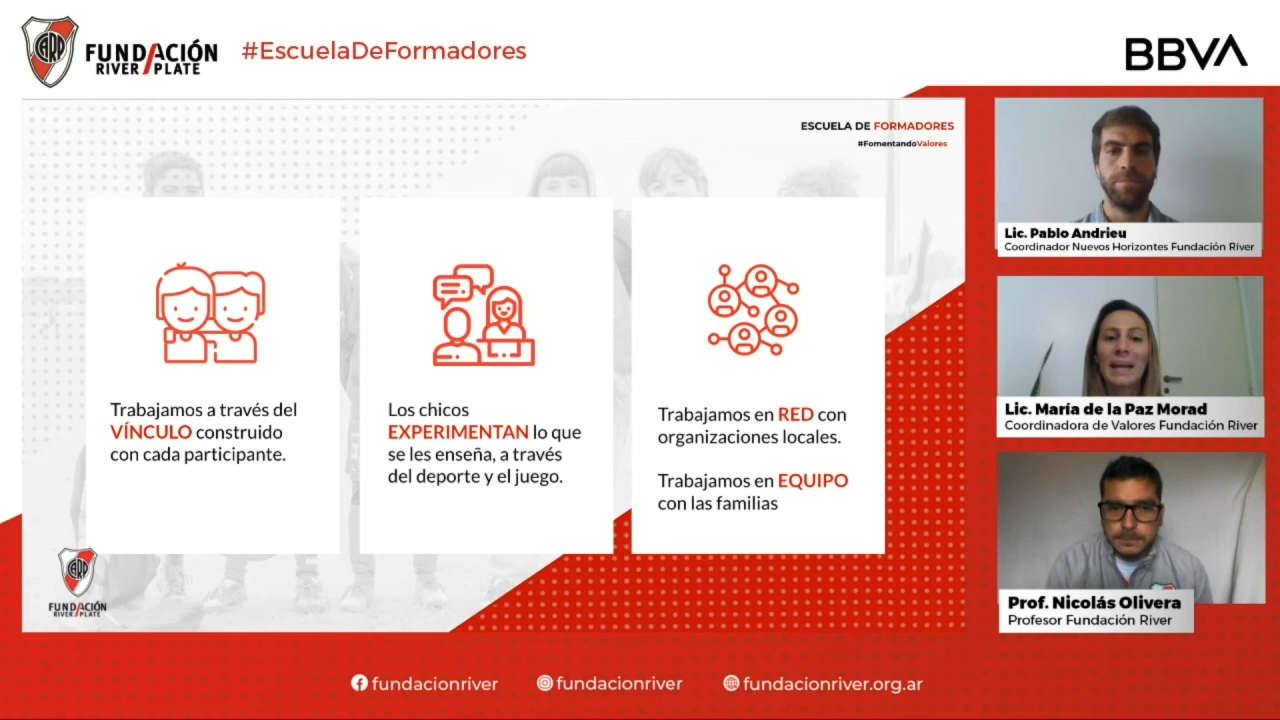 CARP
FUNDACIÓN
RIVER PLATE
#EscuelaDeFormadores
BBVA
ESCUELA DE FORMADORES
#FomentandoValores
Trabajamos a través del
VÍNCULO construido
con cada participante.
Los chicos
EXPERIMENTAN lo que
se les enseña, a través
del deporte y el juego.
Trabajamos en RED con
organizaciones locales.
Trabajamos en EQUIPO
con las familias
CARP
FUNDACIÓN
RIVER PLATE
Lic. Pablo Andrieu
Coordinador Nuevos Horizontes Fundación River
Lic. María de la Paz Morad
Coordinadora de Valores Fundación River
Prof. Nicolás Olivera
Profesor Fundación River
fundacionriver
fundacionriver
fundacionriver.org.ar